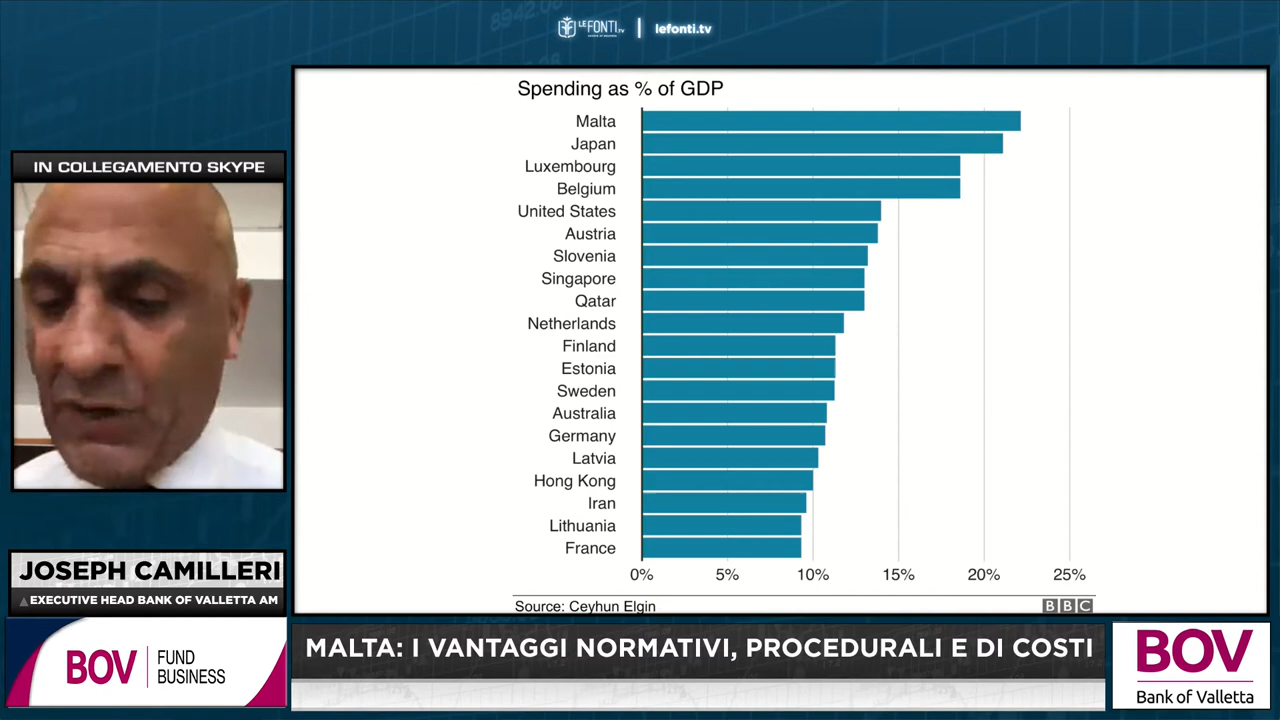 LEFONTI.TV
lefonti.tv
IN COLLEGAMENTO SKYPE
Spending as % of GDP
Malta
Japan
Luxembourg
Belgium
United States
Austria
Slovenia
Singapore
Qatar
Netherlands
Finland
Estonia
Sweden
Australia
Germany
Latvia
Hong Kong
Iran
Lithuania
France
0% 5% 10% 15% 20% 25%
Source: Ceyhun Elgin
BBC
JOSEPH CAMILLERI
EXECUTIVE HEAD BANK OF VALLETTA AM
BOV
FUND
BUSINESS
MALTA: I VANTAGGI NORMATIVI, PROCEDURALI E DI COSTI
BOV
Bank of Valletta